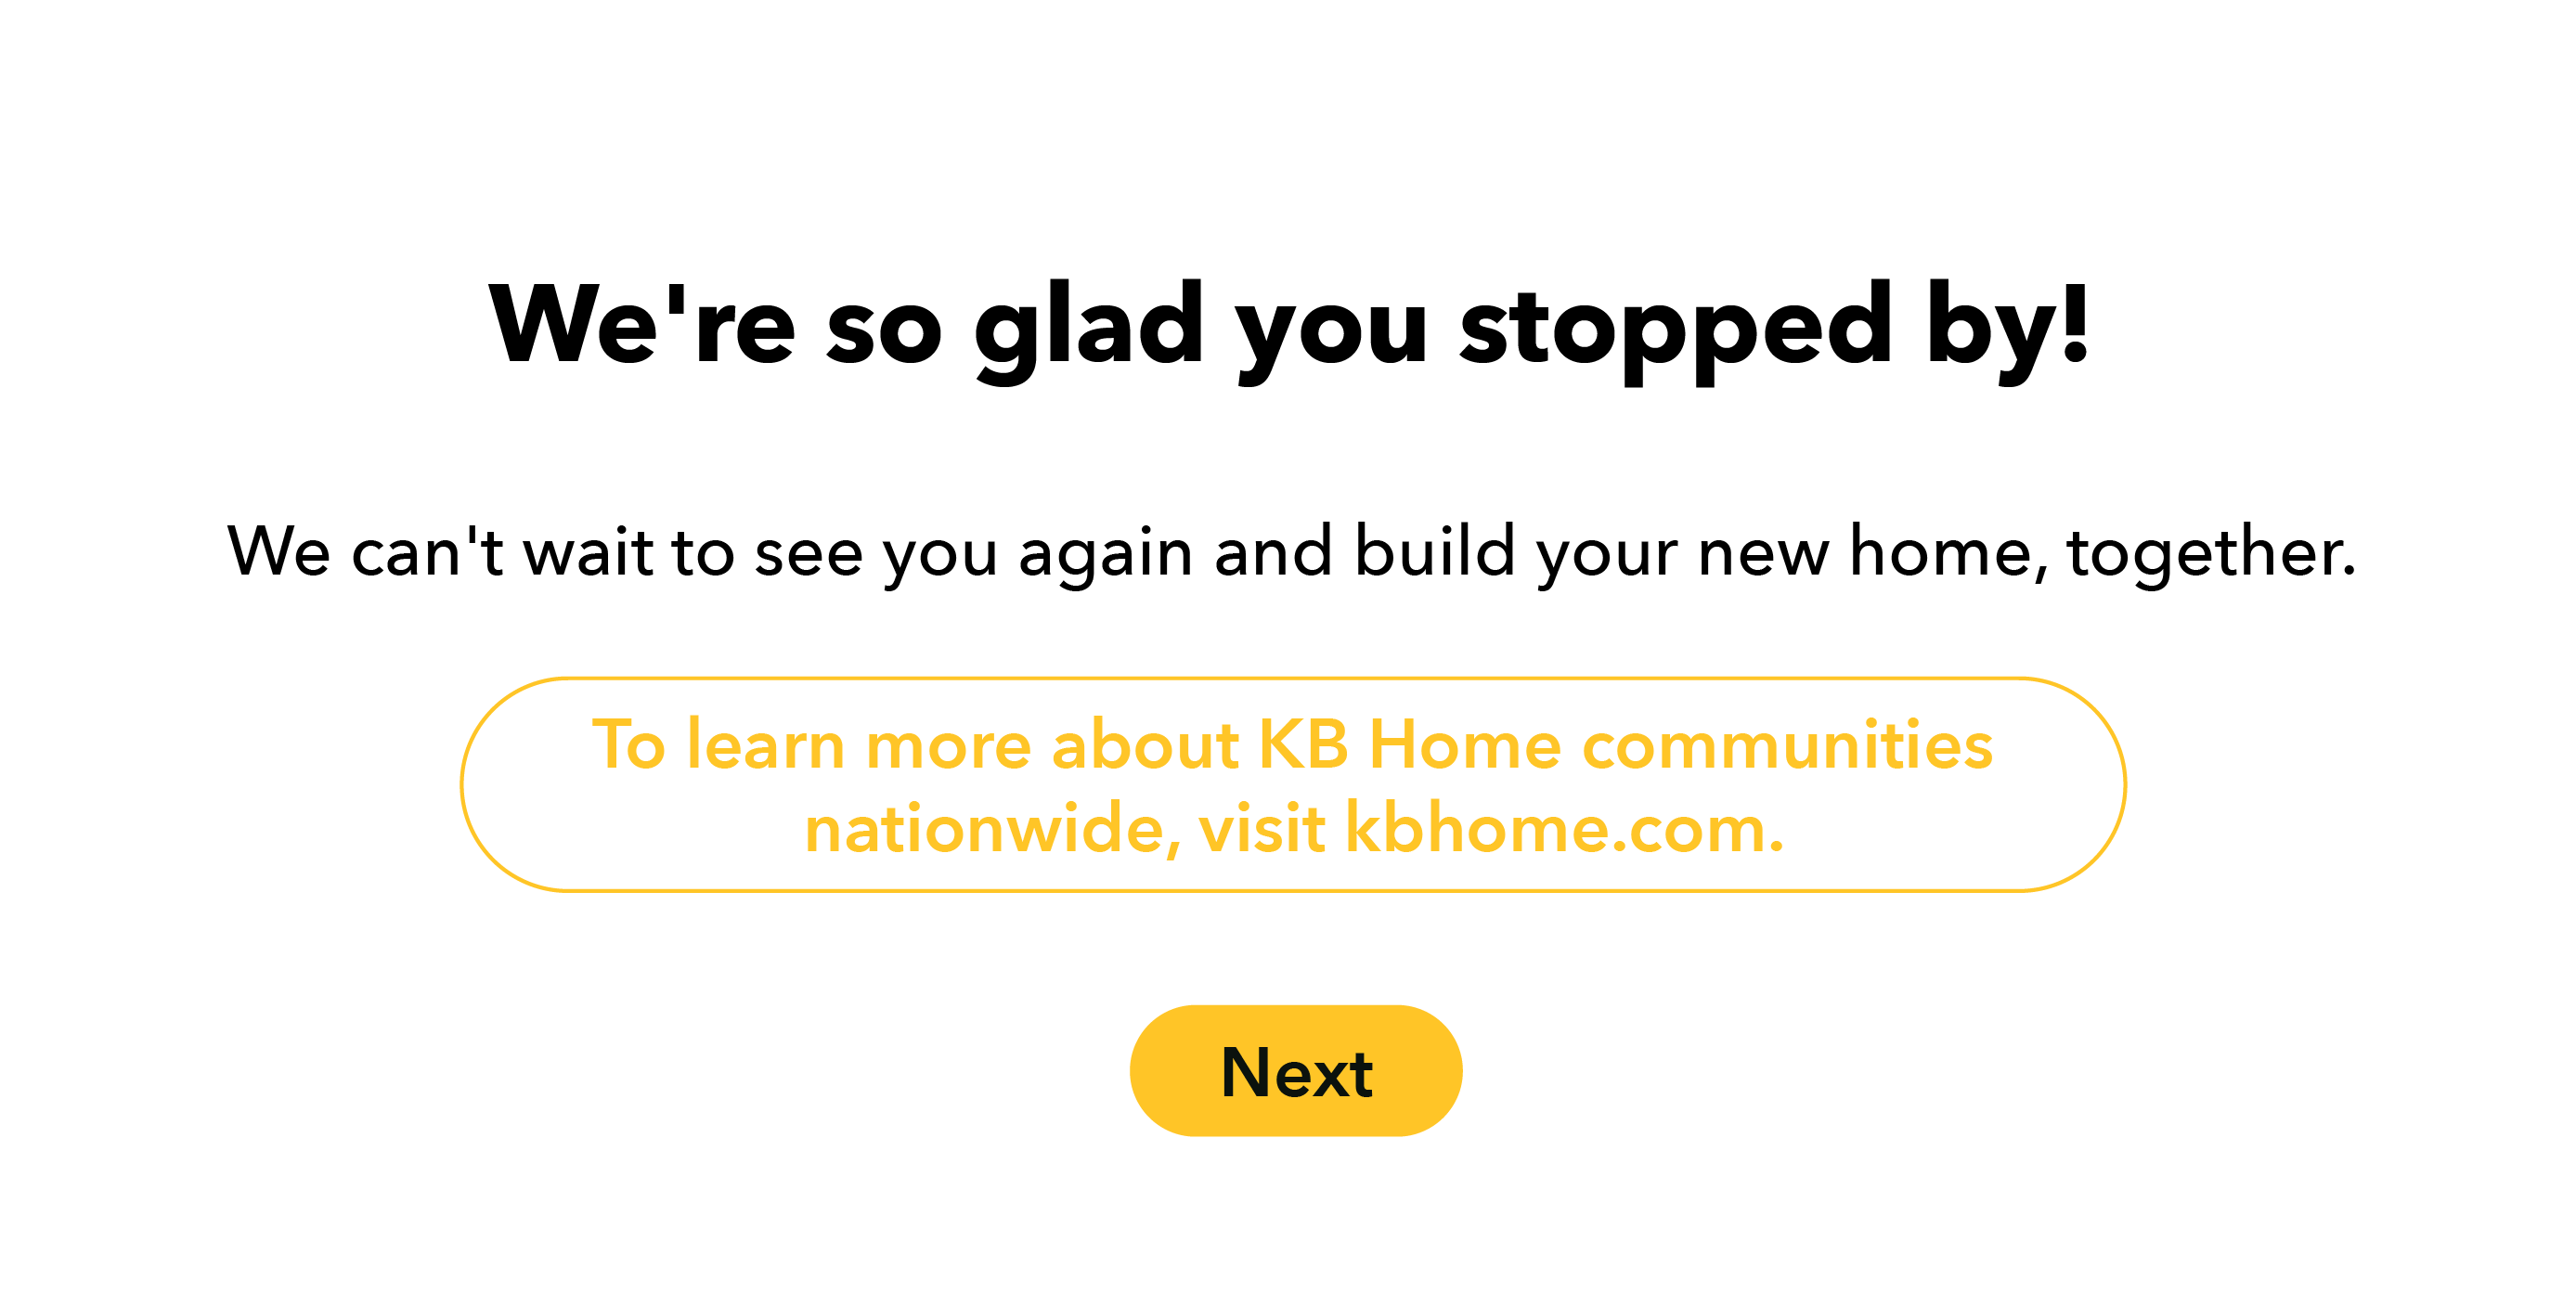 We're so glad you stopped by!
We can't wait to see you again and build your new home, together.
To learn more about KB Home communities
nationwide, visit kbhome.com.
Next